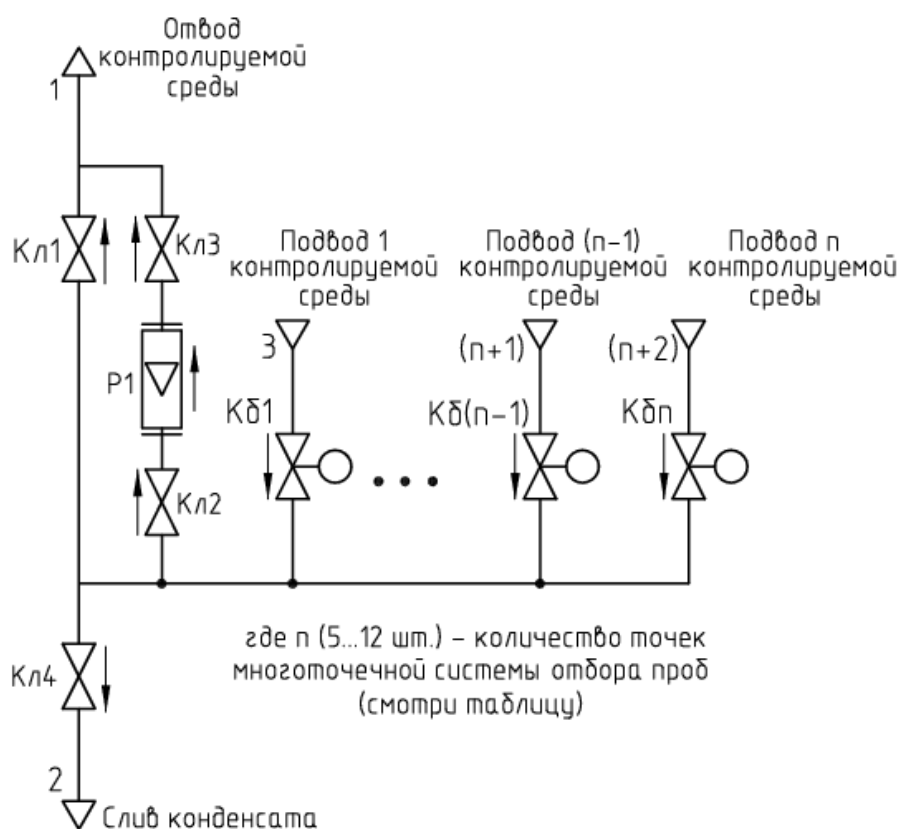 Отвод
контролируемой
среды
1
Кл1
Кл3
Подвод 1
контролируемой
среды
Подвод (n-1)
контролируемой
среды
Подвод n
контролируемой
среды
3
(n+1)
(n+2)
Р1
Кб1
Кб(n-1)
Кбn
Кл2
где n (5...12 шт.) – количество точек
многоточечной системы отбора проб
(смотри таблицу)
Кл4
2
Слив конденсата